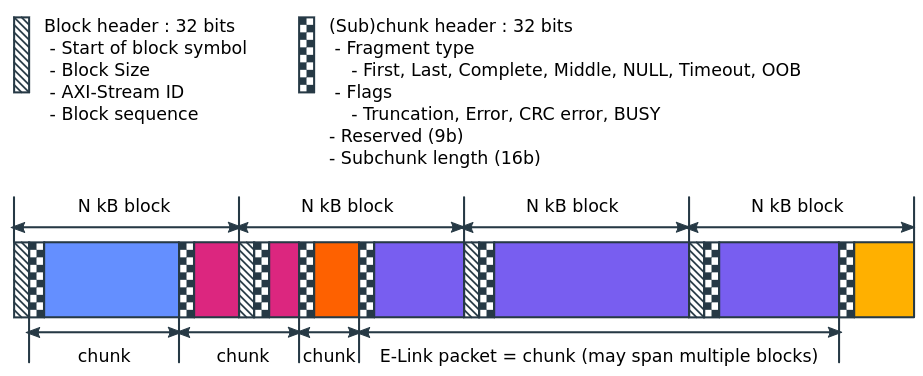 Block header : 32 bits
- Start of block symbol
- Block Size
- AXI-Stream ID
- Block sequence
(Sub)chunk header : 32 bits
- Fragment type
- First, Last, Complete, Middle, NULL, Timeout, OOB
- Flags
- Truncation, Error, CRC error, BUSY
- Reserved (9b)
- Subchunk length (16b)
N kB block
N kB block
N kB block
N kB block
chunk
chunk
chunk
E-Link packet = chunk (may span multiple blocks)